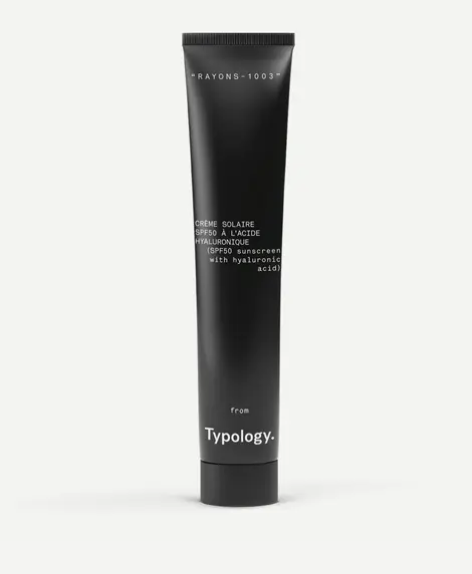 "RAYONS-1003"
CRÈME SOLAIRE
SPF50 À L'ACIDE
HYALURONIQUE
(SPF50 sunscreen
with hyaluronic
acid)
from
Typology.